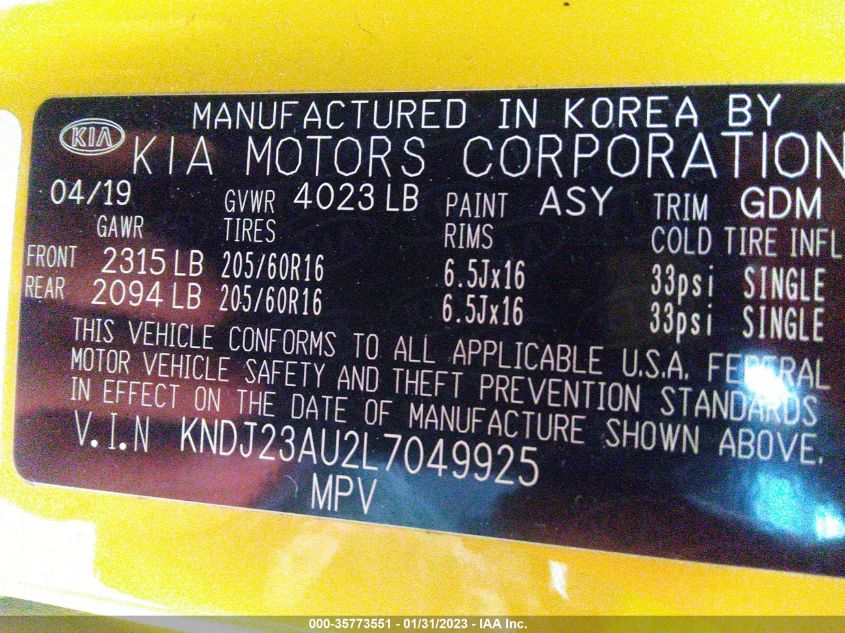 MANUFACTURED IN KOREA BY
KIA KIA MOTORS CORPORATION
04/19 GVWR 4023 LB PAINT ASY TRIM GDM
GAWR TIRES RIMS COLD TIRE INFL
FRONT 2315 LB 205/60R16 6.5Jx16 33psi SINGLE
REAR 2094 LB 205/60R16 6.5Jx16 33psi SINGLE
THIS VEHICLE CONFORMS TO ALL APPLICABLE U.S.A. FEDERAL
MOTOR VEHICLE SAFETY AND THEFT PREVENTION STANDARDS
IN EFFECT ON THE DATE OF MANUFACTURE SHOWN ABOVE.
V.I.N KNDJ23AU2L7049925
MPV
000-35773551 - 01/31/2023 - IAA Inc.